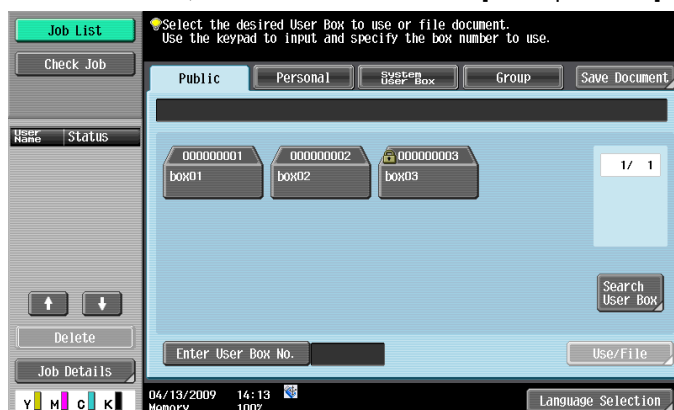 Job List
Check Job
Select the desired User Box to use or file document.
Use the keypad to input and specify the box number to use.
Public
Personal
System
User Box
Group
Save Document
User
Name
Status
000000001
box01
000000002
box02
000000003
box03
1/ 1
Search
User Box
Delete
Job Details
Enter User Box No.
Use/File
Y M C K
04/13/2009 14:13
Memory 100%
Language Selection